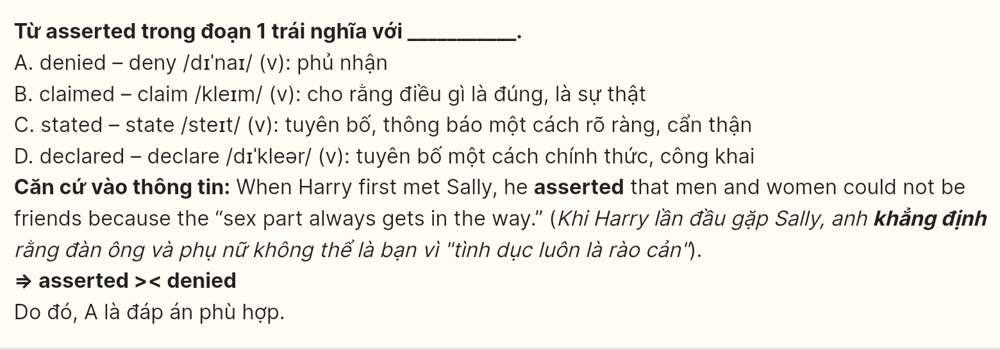 Từ asserted trong đoạn 1 trái nghĩa với ___________.
A. denied – deny /dɪˈnaɪ/ (v): phủ nhận
B. claimed – claim /kleɪm/ (v): cho rằng điều gì là đúng, là sự thật
C. stated – state /steɪt/ (v): tuyên bố, thông báo một cách rõ ràng, cẩn thận
D. declared – declare /dɪˈkleər/ (v): tuyên bố một cách chính thức, công khai
Căn cứ vào thông tin: When Harry first met Sally, he asserted that men and women could not be
friends because the “sex part always gets in the way.” (Khi Harry lần đầu gặp Sally, anh khẳng định
rằng đàn ông và phụ nữ không thể là bạn vì "tình dục luôn là rào cản").
⇒ asserted >< denied
Do đó, A là đáp án phù hợp.